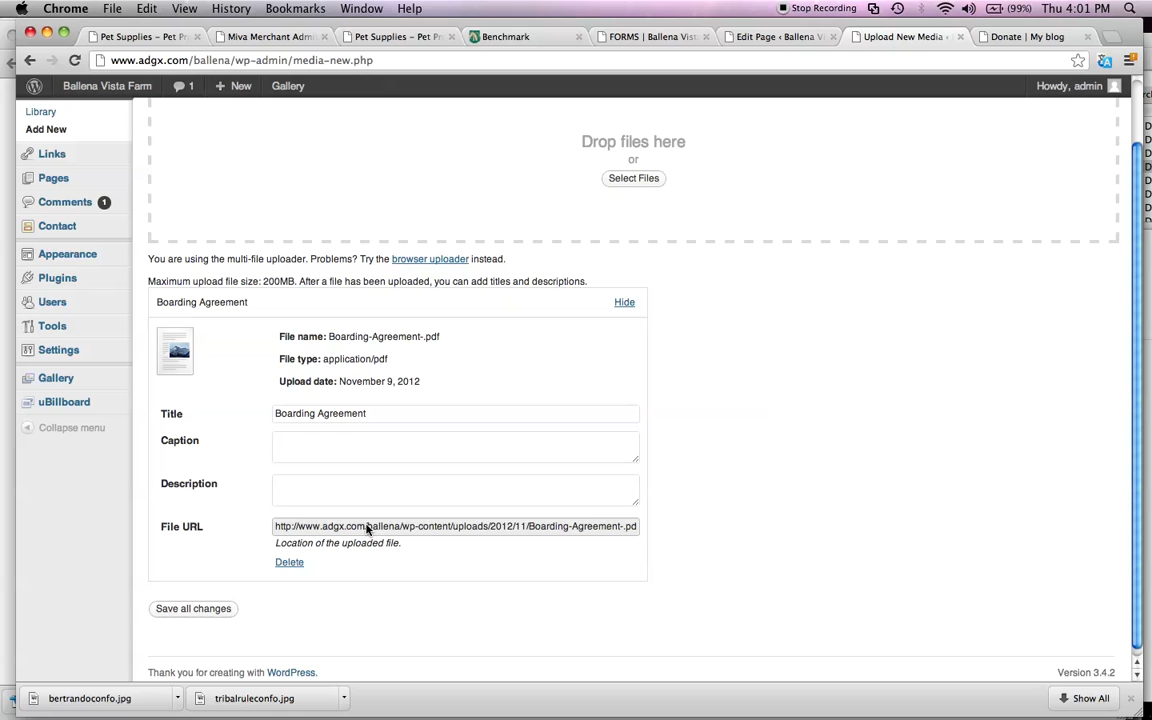 Chrome File Edit View History Bookmarks Window Help Stop Recording (99%) Thu 4:01 PM
Pet Supplies – Pet Pr Miva Merchant Admi Pet Supplies – Pet Pr Benchmark FORMS | Ballena Vist Edit Page ‹ Ballena Vi Upload New Media ‹ Donate | My blog
www.adgx.com/ballena/wp-admin/media-new.php
Ballena Vista Farm 1 + New Gallery Howdy, admin
Library
Add New
Links
Pages
Comments 1
Contact
Appearance
Plugins
Users
Tools
Settings
Gallery
uBillboard
Collapse menu
Drop files here
or
Select Files
You are using the multi-file uploader. Problems? Try the browser uploader instead.
Maximum upload file size: 200MB. After a file has been uploaded, you can add titles and descriptions.
Boarding Agreement Hide
File name: Boarding-Agreement-.pdf
File type: application/pdf
Upload date: November 9, 2012
Title Boarding Agreement
Caption
Description
File URL http://www.adgx.com/ballena/wp-content/uploads/2012/11/Boarding-Agreement-.pd
Location of the uploaded file.
Delete
Save all changes
Thank you for creating with WordPress. Version 3.4.2
bertrandoconfo.jpg tribalruleconfo.jpg Show All